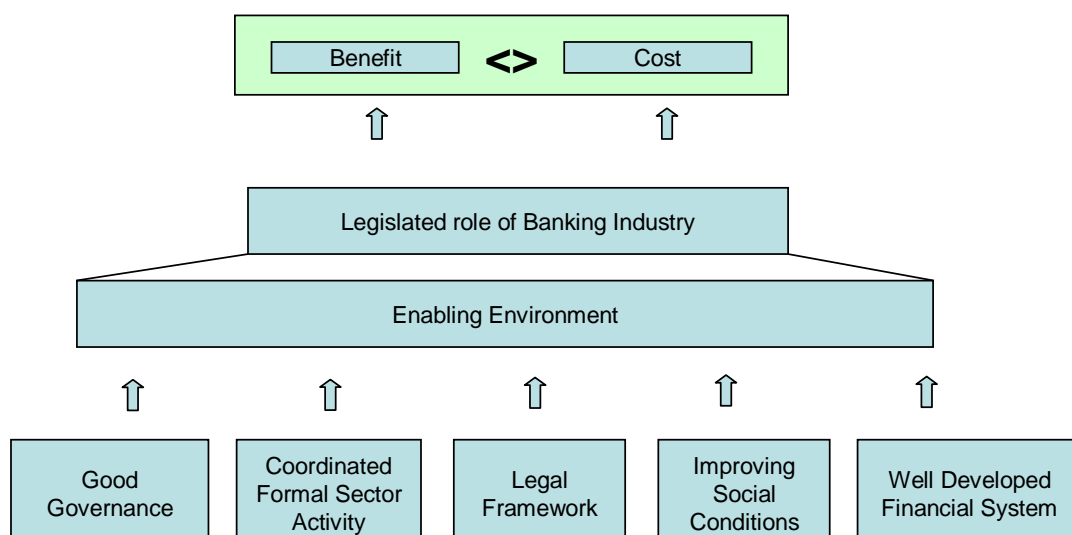 Benefit
<>
Cost
Legislated role of Banking Industry
Enabling Environment
Good
Governance
Coordinated
Formal Sector
Activity
Legal
Framework
Improving
Social
Conditions
Well Developed
Financial System